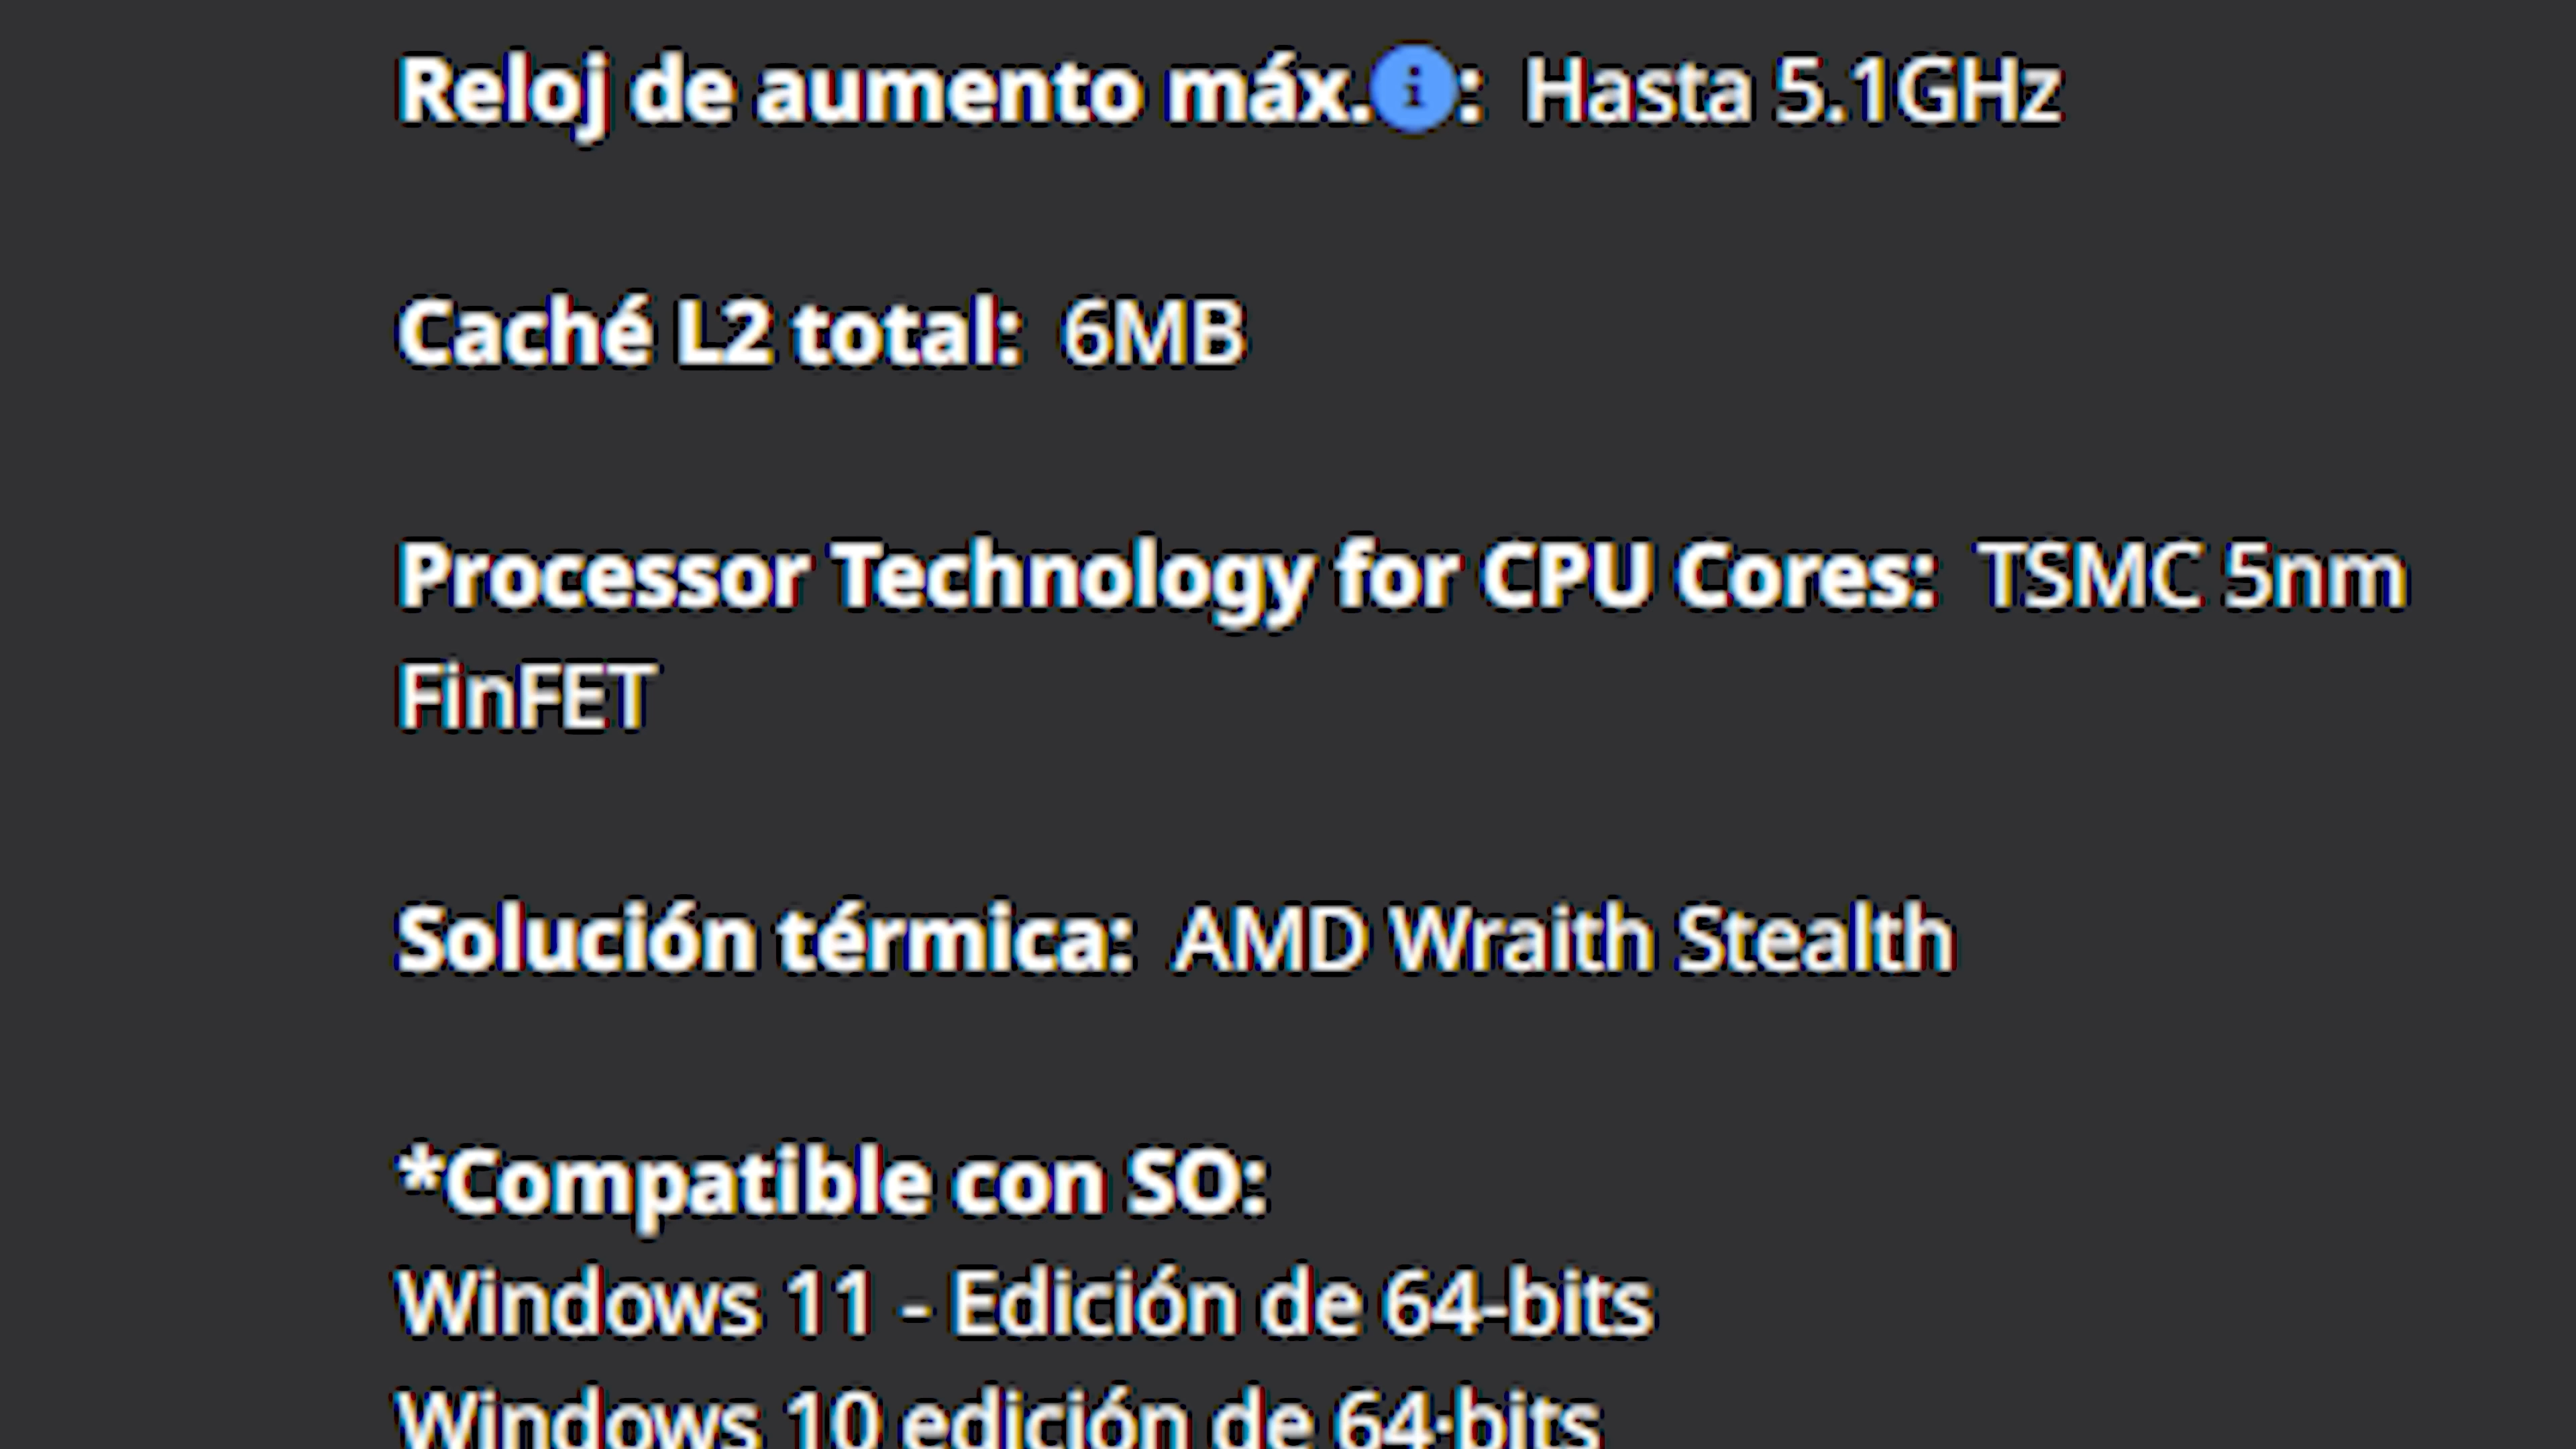 Reloj de aumento máx.i: Hasta 5.1GHz
Caché L2 total: 6MB
Processor Technology for CPU Cores: TSMC 5nm
FinFET
Solución térmica: AMD Wraith Stealth
*Compatible con SO:
Windows 11 - Edición de 64-bits
Windows 10 edición de 64·bits